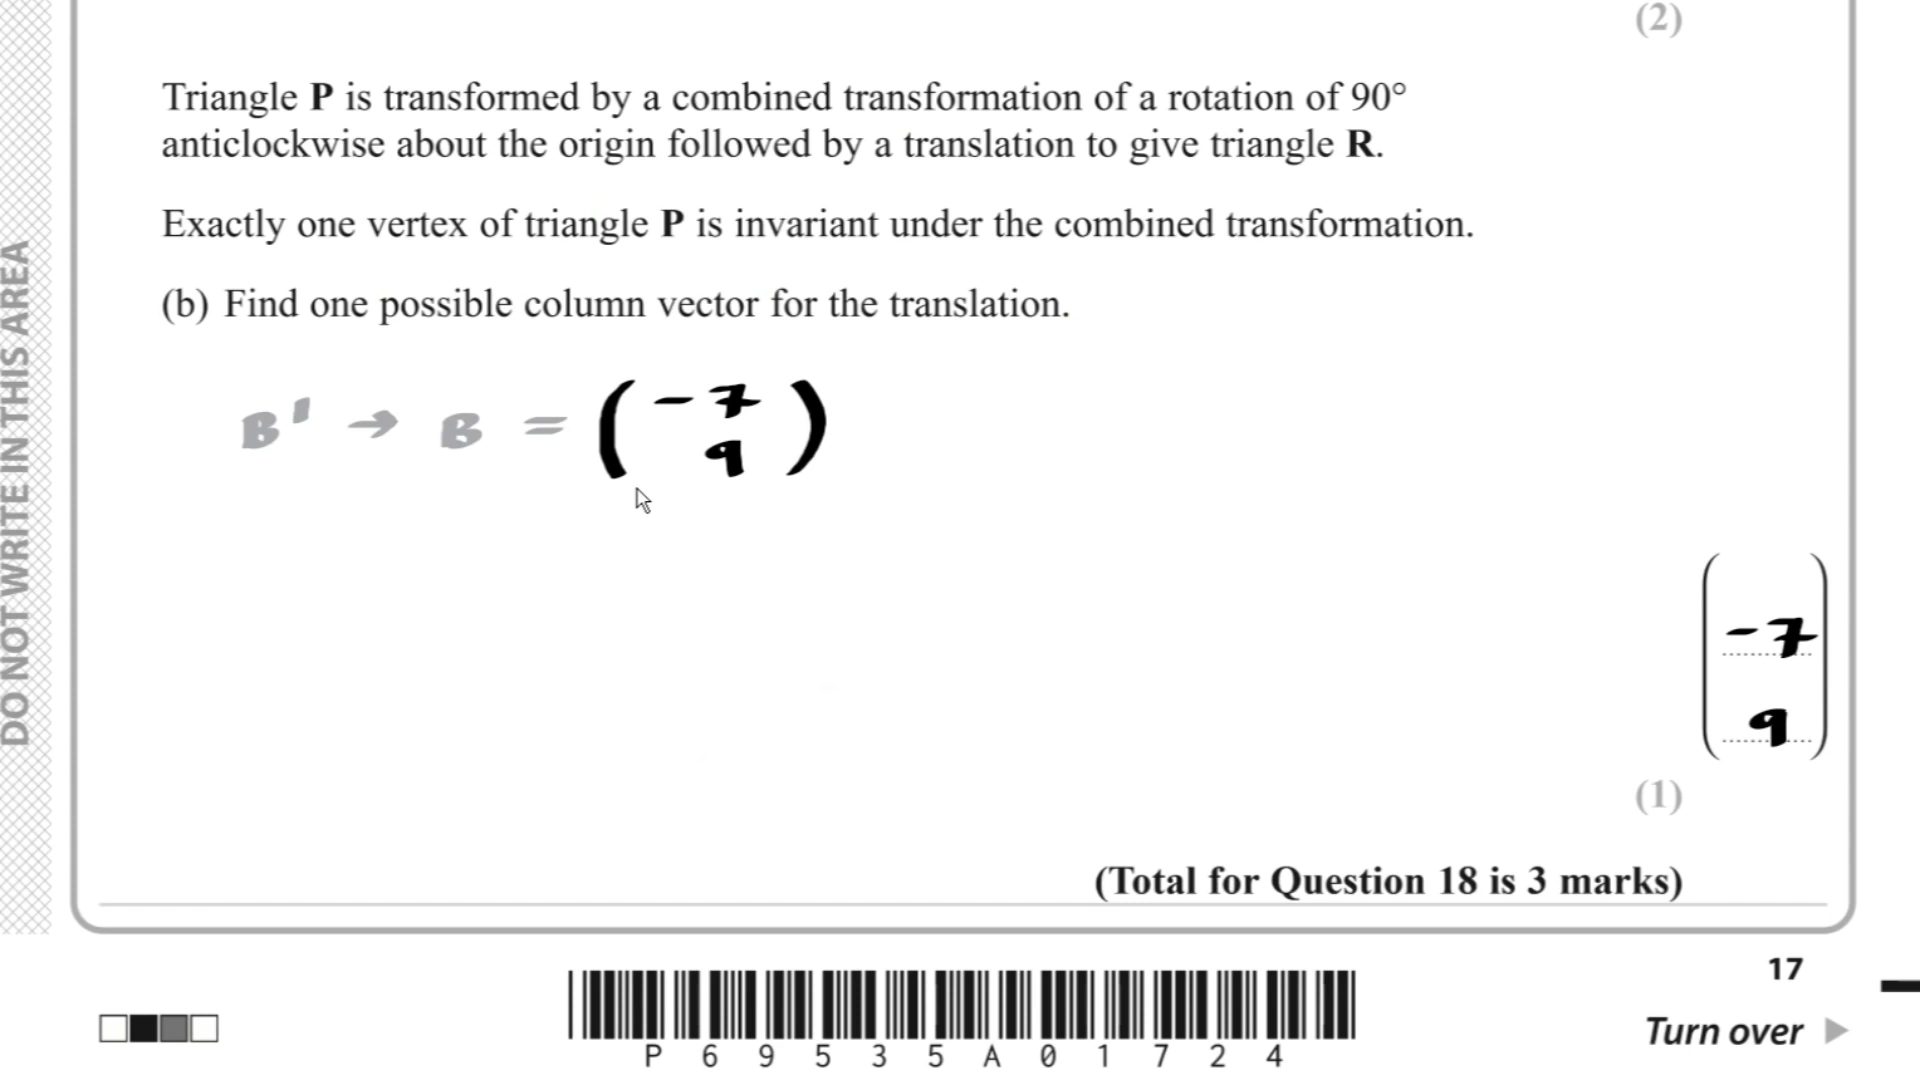 (2)
Triangle P is transformed by a combined transformation of a rotation of 90°
anticlockwise about the origin followed by a translation to give triangle R.
Exactly one vertex of triangle P is invariant under the combined transformation.
(b) Find one possible column vector for the translation.
B' → B = (-7
9)
(-7
9)
(1)
(Total for Question 18 is 3 marks)
DO NOT WRITE IN THIS AREA
17
P 6 9 5 3 5 A 0 1 7 2 4
Turn over